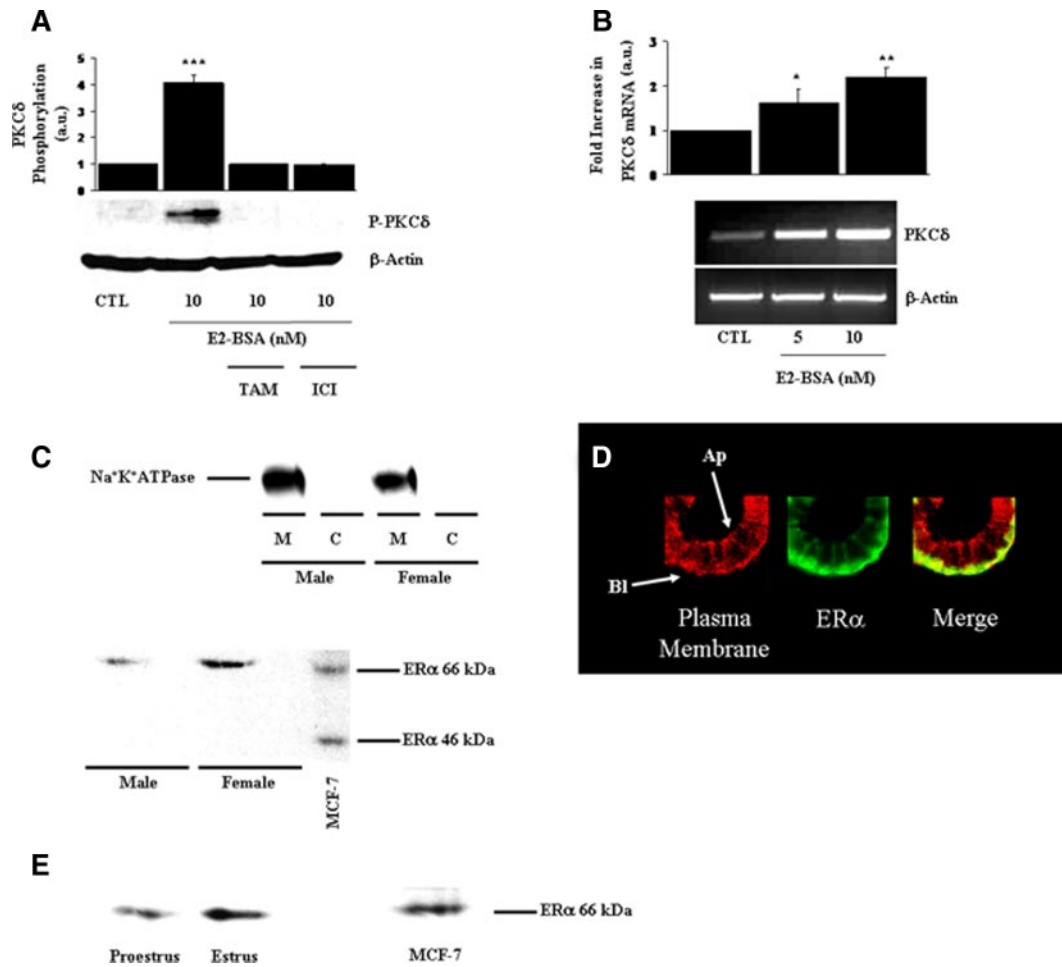 A
PKCδ
Phosphorylation
(a.u.)
5
4
3
2
1
0
***
P-PKCδ
β-Actin
CTL 10 10 10
E2-BSA (nM)
TAM ICI
B
Fold Increase in
PKCδ mRNA (a.u.)
3
2
1
0
*
**
PKCδ
β-Actin
CTL 5 10
E2-BSA (nM)
C
Na⁺K⁺ATPase
M C M C
Male Female
ERα 66 kDa
ERα 46 kDa
Male Female
MCF-7
D
Ap
Bl
Plasma
Membrane
ERα
Merge
E
ERα 66 kDa
Proestrus Estrus MCF-7